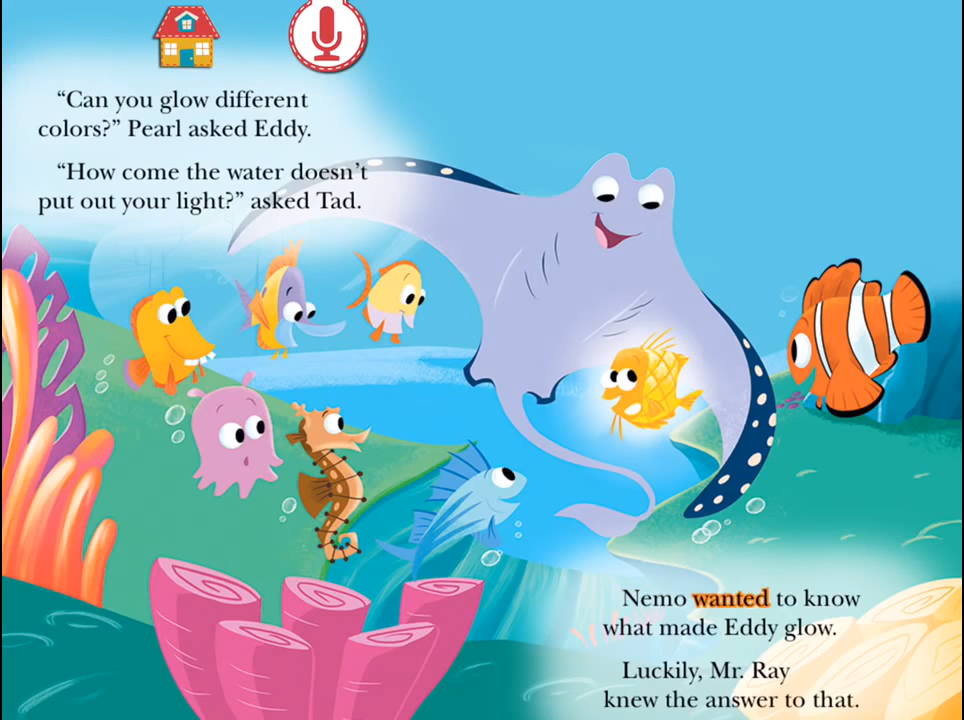 “Can you glow different
colors?” Pearl asked Eddy.
“How come the water doesn’t
put out your light?” asked Tad.
Nemo wanted to know
what made Eddy glow.
Luckily, Mr. Ray
knew the answer to that.